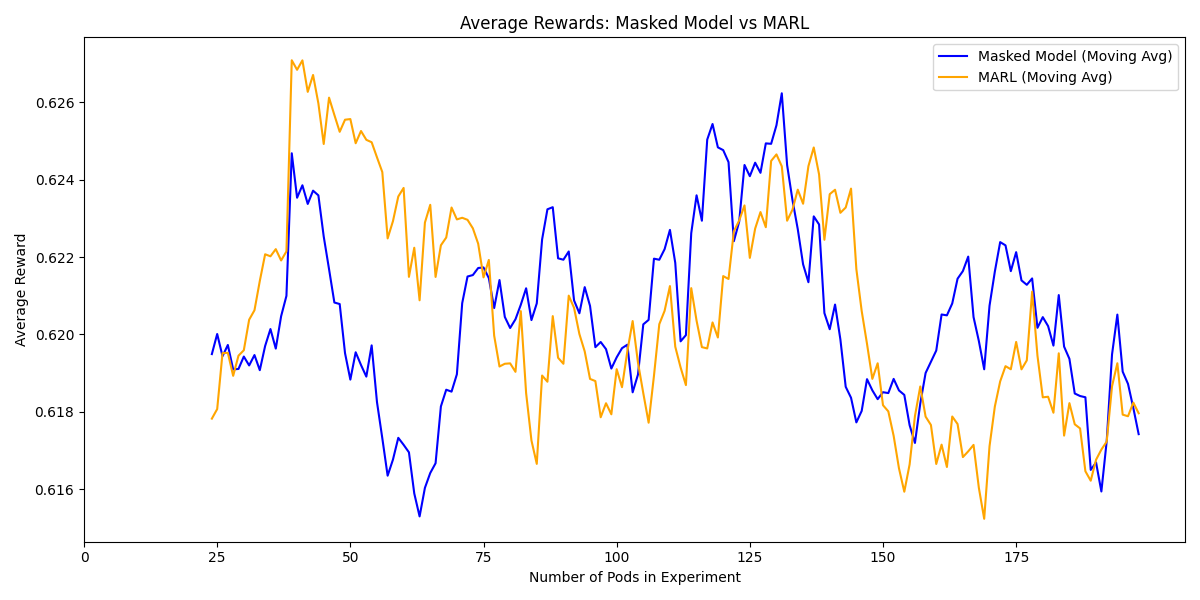 Average Rewards: Masked Model vs MARL
Masked Model (Moving Avg)
MARL (Moving Avg)
Average Reward
0.626
0.624
0.622
0.620
0.618
0.616
0 25 50 75 100 125 150 175
Number of Pods in Experiment